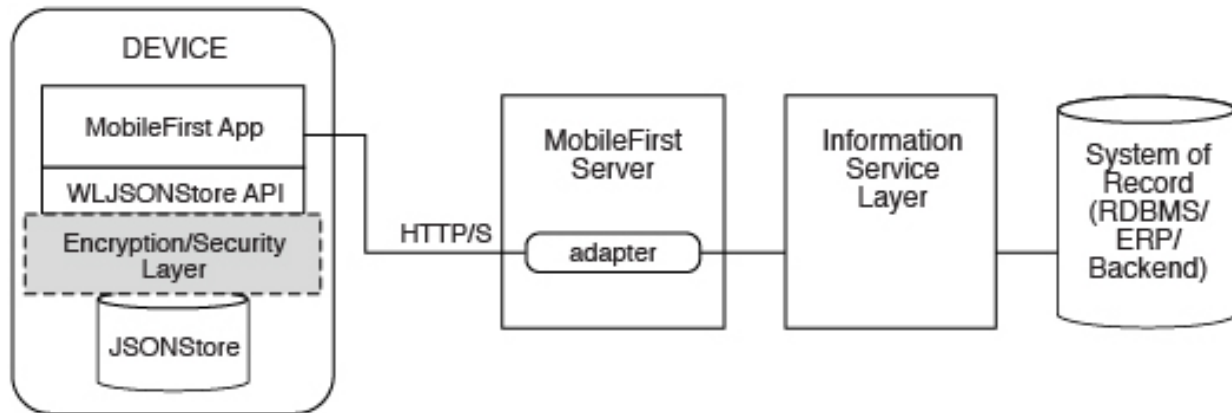 DEVICE
MobileFirst App
WLJSONStore API
Encryption/Security
Layer
JSONStore
HTTP/S
MobileFirst
Server
adapter
Information
Service
Layer
System of
Record
(RDBMS/
ERP/
Backend)